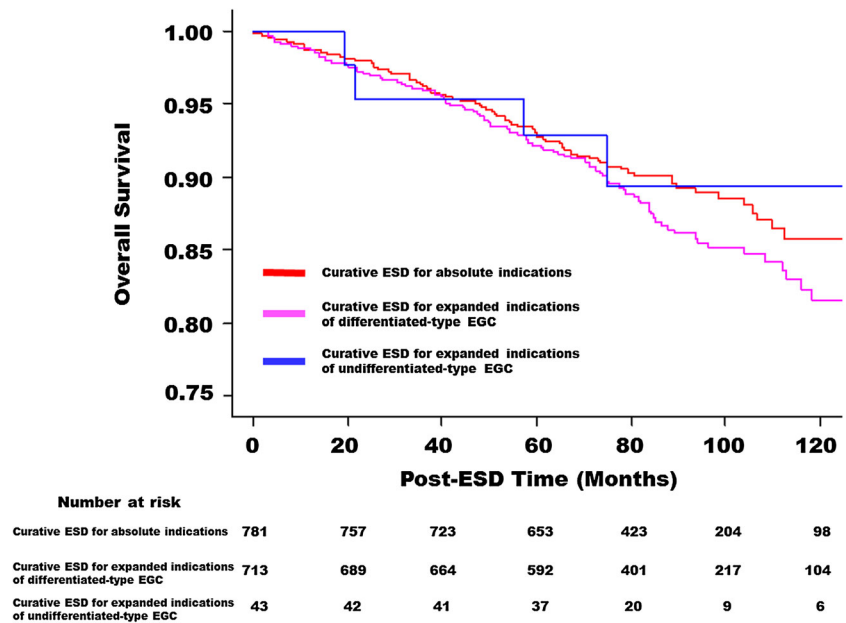 1.00
0.95
0.90
0.85
0.80
0.75
Overall Survival
Curative ESD for absolute indications
Curative ESD for expanded indications
of differentiated-type EGC
Curative ESD for expanded indications
of undifferentiated-type EGC
0 20 40 60 80 100 120
Post-ESD Time (Months)
Number at risk
Curative ESD for absolute indications 781 757 723 653 423 204 98
Curative ESD for expanded indications
of differentiated-type EGC 713 689 664 592 401 217 104
Curative ESD for expanded indications
of undifferentiated-type EGC 43 42 41 37 20 9 6